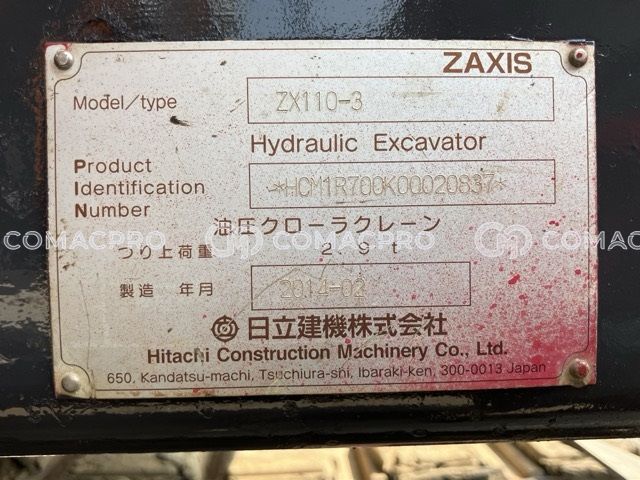 ZAXIS
Model/type ZX110-3
Hydraulic Excavator
Product
Identification *HCM1R700K00020837*
Number
油圧クローラクレーン
つり上荷重 2.9 t
製造 年月 2014-02
日立建機株式会社
Hitachi Construction Machinery Co., Ltd.
650, Kandatsu-machi, Tsuchiura-shi, Ibaraki-ken, 300-0013 Japan
COMACPRO COMACPRO